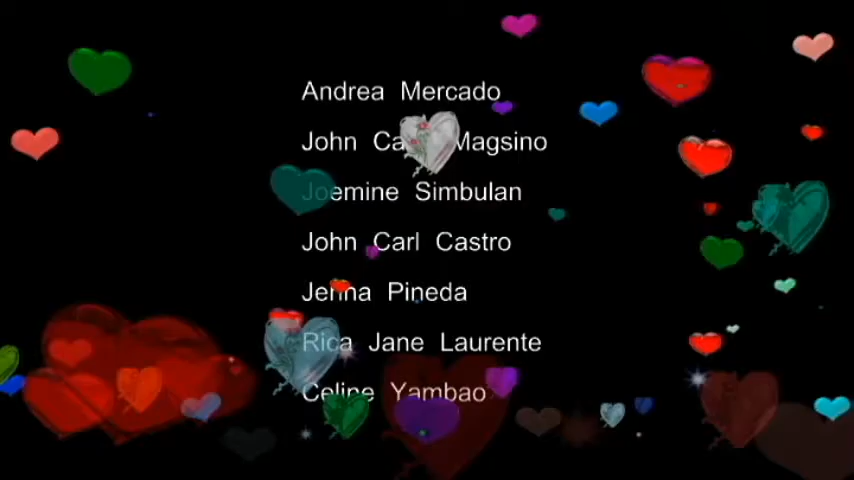 Andrea Mercado
John Magsino
Joemine Simbulan
John Carl Castro
Jenna Pineda
Rica Jane Laurente
Celine Yambao